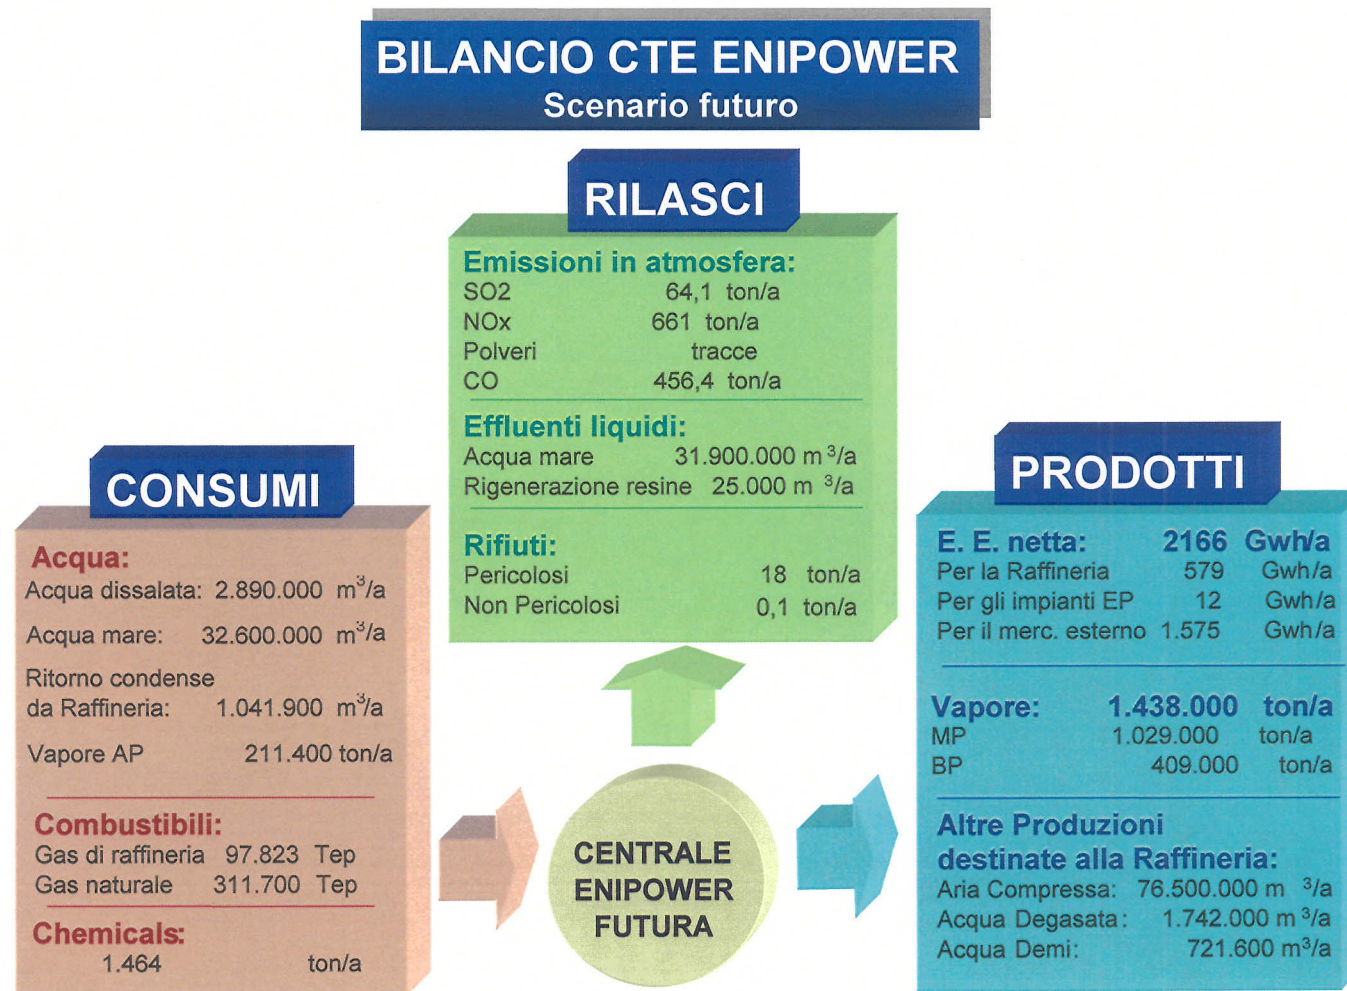 BILANCIO CTE ENIPOWER
Scenario futuro
RILASCI
Emissioni in atmosfera:
SO2 64,1 ton/a
NOx 661 ton/a
Polveri tracce
CO 456,4 ton/a
Effluenti liquidi:
Acqua mare 31.900.000 m³/a
Rigenerazione resine 25.000 m ³/a
Rifiuti:
Pericolosi 18 ton/a
Non Pericolosi 0,1 ton/a
CONSUMI
Acqua:
Acqua dissalata: 2.890.000 m³/a
Acqua mare: 32.600.000 m³/a
Ritorno condense
da Raffineria: 1.041.900 m³/a
Vapore AP 211.400 ton/a
Combustibili:
Gas di raffineria 97.823 Tep
Gas naturale 311.700 Tep
Chemicals:
1.464 ton/a
CENTRALE
ENIPOWER
FUTURA
PRODOTTI
E. E. netta: 2166 Gwh/a
Per la Raffineria 579 Gwh/a
Per gli impianti EP 12 Gwh/a
Per il merc. esterno 1.575 Gwh/a
Vapore: 1.438.000 ton/a
MP 1.029.000 ton/a
BP 409.000 ton/a
Altre Produzioni
destinate alla Raffineria:
Aria Compressa: 76.500.000 m ³/a
Acqua Degasata: 1.742.000 m ³/a
Acqua Demi: 721.600 m³/a